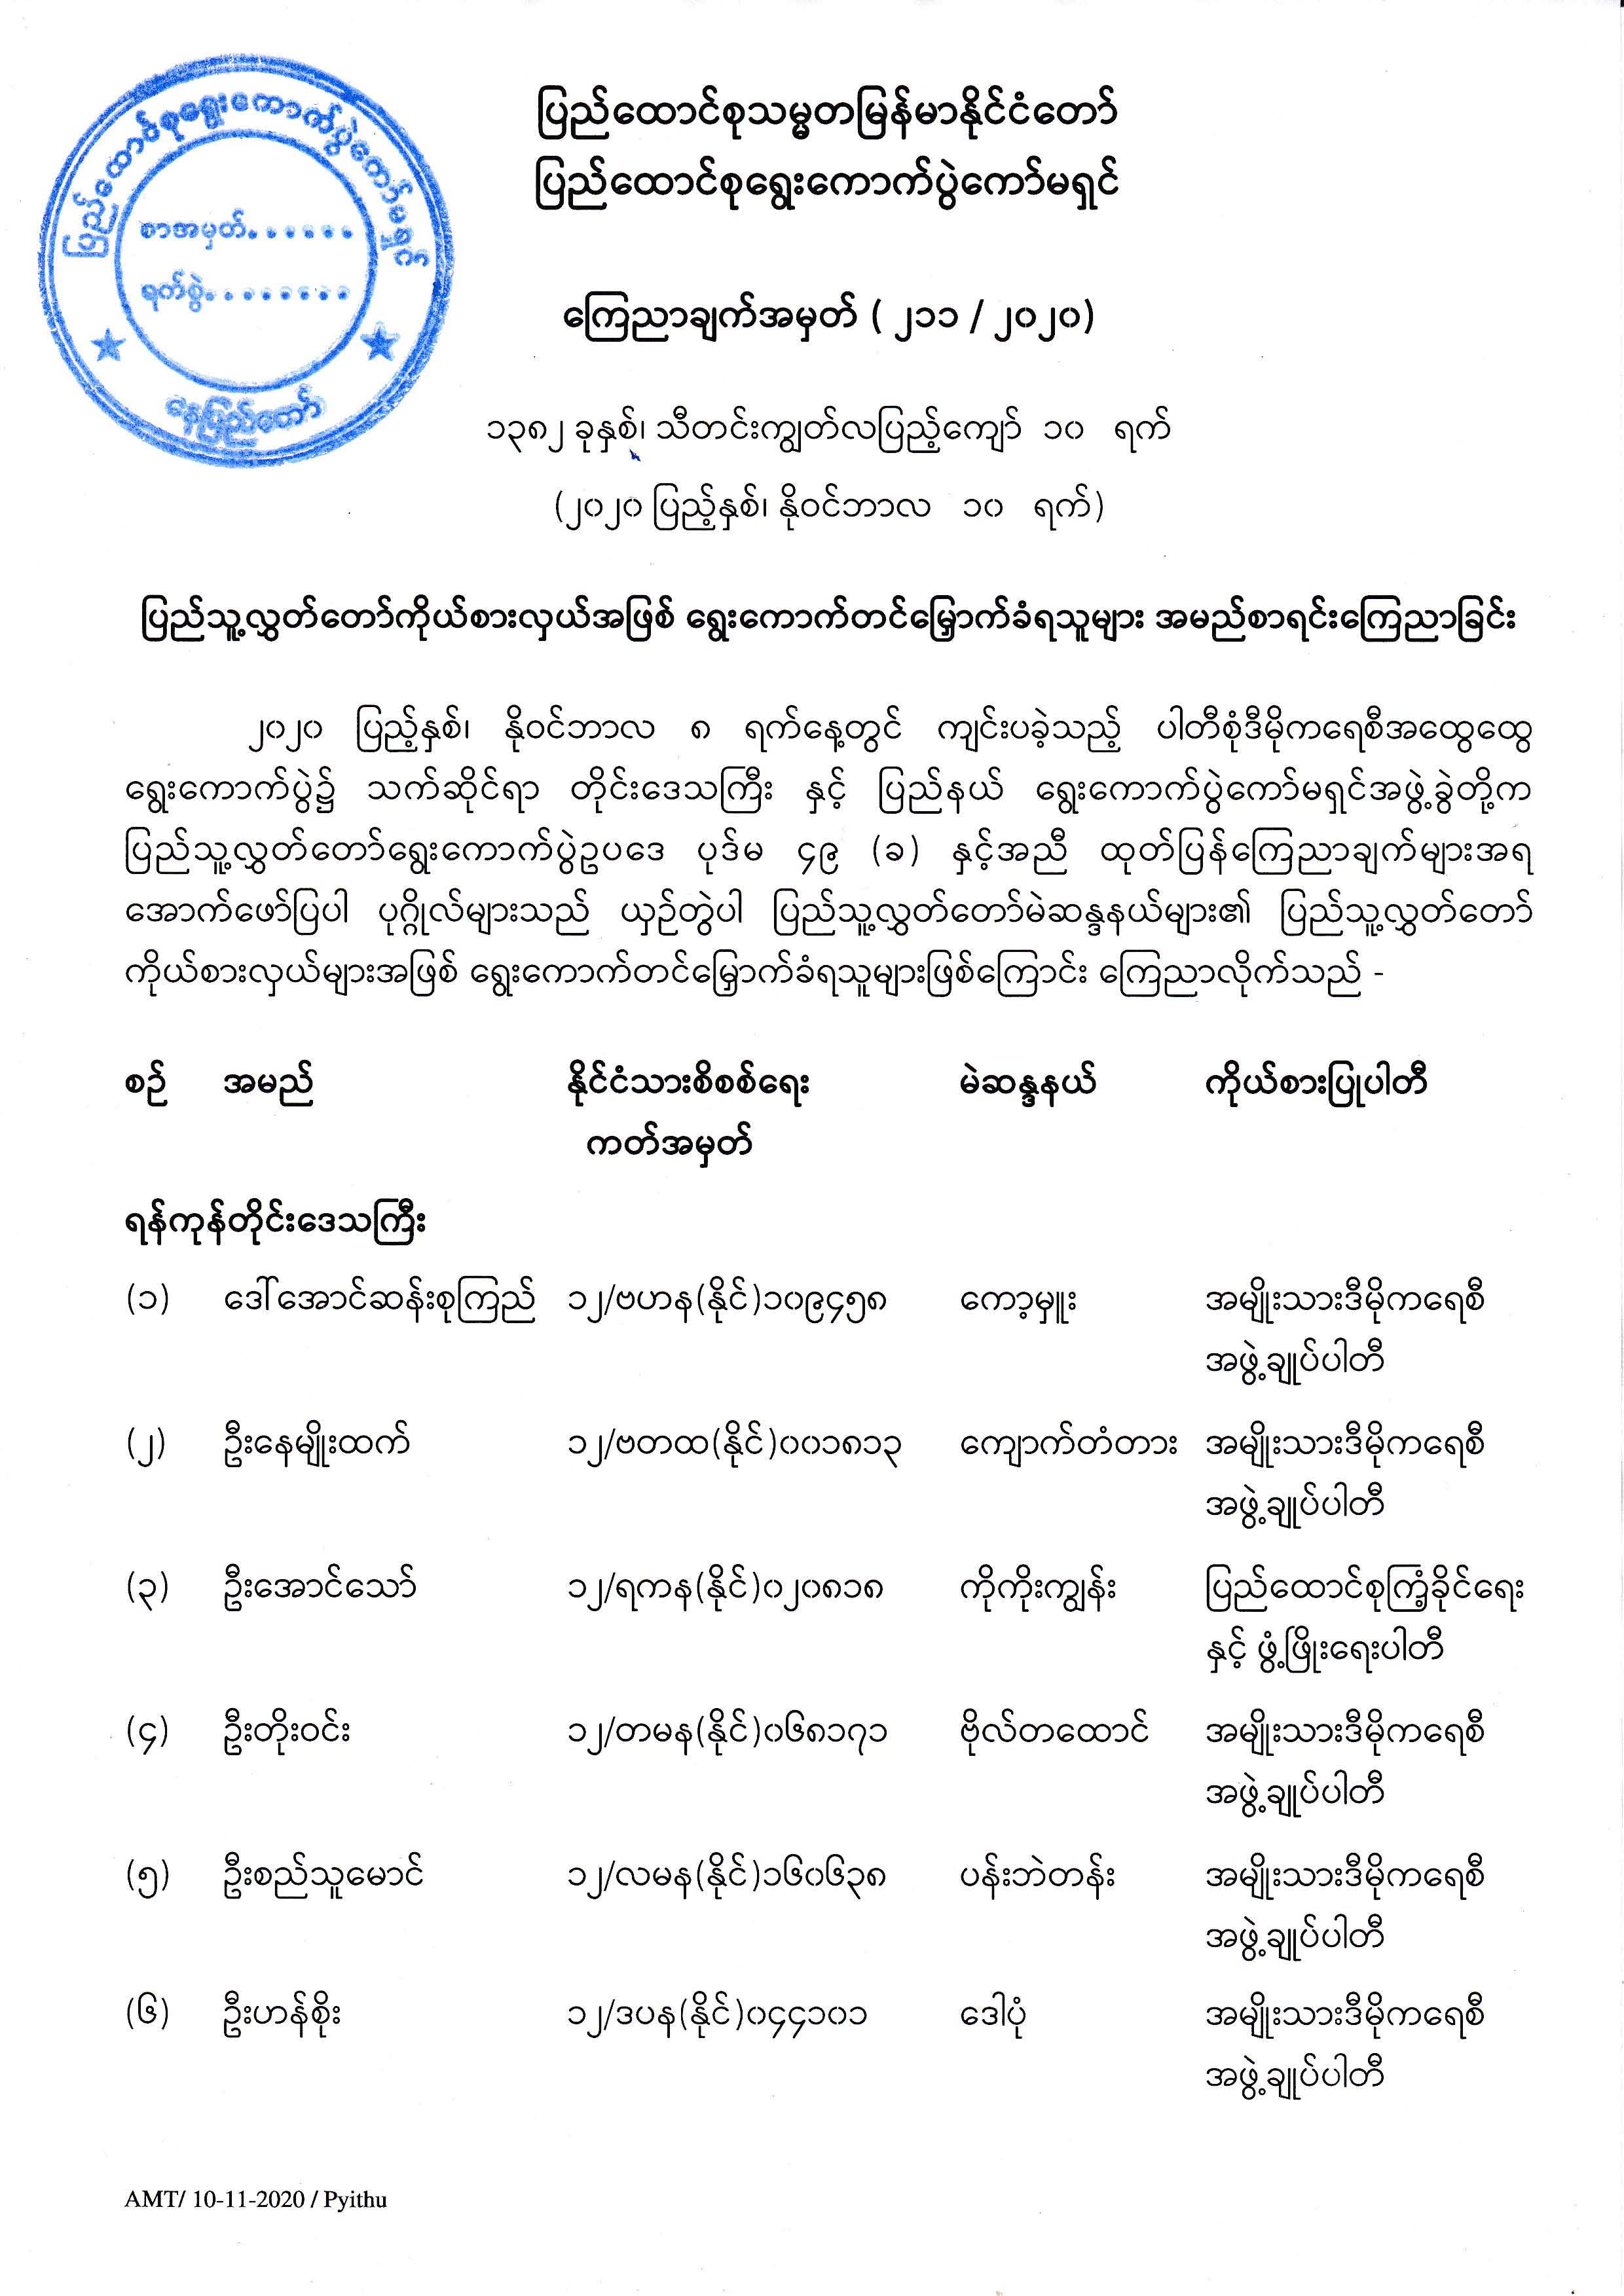 ပြည်ထောင်စုရွေးကောက်ပွဲကော်မရှင်
စာအမှတ်......
ရက်စွဲ........
နေပြည်တော်
ပြည်ထောင်စုသမ္မတမြန်မာနိုင်ငံတော်
ပြည်ထောင်စုရွေးကောက်ပွဲကော်မရှင်
ကြေညာချက်အမှတ် ( ၂၁၁ / ၂၀၂၀)
၁၃၈၂ ခုနှစ်၊ သီတင်းကျွတ်လပြည့်ကျော် ၁၀ ရက်
(၂၀၂၀ ပြည့်နှစ်၊ နိုဝင်ဘာလ ၁၀ ရက်)
ပြည်သူ့လွှတ်တော်ကိုယ်စားလှယ်အဖြစ် ရွေးကောက်တင်မြှောက်ခံရသူများ အမည်စာရင်းကြေညာခြင်း
၂၀၂၀ ပြည့်နှစ်၊ နိုဝင်ဘာလ ၈ ရက်နေ့တွင် ကျင်းပခဲ့သည့် ပါတီစုံဒီမိုကရေစီအထွေထွေ
ရွေးကောက်ပွဲ၌ သက်ဆိုင်ရာ တိုင်းဒေသကြီး နှင့် ပြည်နယ် ရွေးကောက်ပွဲကော်မရှင်အဖွဲ့ခွဲတို့က
ပြည်သူ့လွှတ်တော်ရွေးကောက်ပွဲဥပဒေ ပုဒ်မ ၄၉ (ခ) နှင့်အညီ ထုတ်ပြန်ကြေညာချက်များအရ
အောက်ဖော်ပြပါ ပုဂ္ဂိုလ်များသည် ယှဉ်တွဲပါ ပြည်သူ့လွှတ်တော်မဲဆန္ဒနယ်များ၏ ပြည်သူ့လွှတ်တော်
ကိုယ်စားလှယ်များအဖြစ် ရွေးကောက်တင်မြှောက်ခံရသူများဖြစ်ကြောင်း ကြေညာလိုက်သည် -
စဉ် အမည် နိုင်ငံသားစိစစ်ရေး မဲဆန္ဒနယ် ကိုယ်စားပြုပါတီ
ကတ်အမှတ်
ရန်ကုန်တိုင်းဒေသကြီး
(၁) ဒေါ်အောင်ဆန်းစုကြည် ၁၂/ဗဟန(နိုင်)၁၀၉၄၅၈ ကော့မှူး အမျိုးသားဒီမိုကရေစီ
အဖွဲ့ချုပ်ပါတီ
(၂) ဦးနေမျိုးထက် ၁၂/ဗတထ(နိုင်)၀၀၁၈၁၃ ကျောက်တံတား အမျိုးသားဒီမိုကရေစီ
အဖွဲ့ချုပ်ပါတီ
(၃) ဦးအောင်သော် ၁၂/ရကန(နိုင်)၀၂၀၈၁၈ ကိုကိုးကျွန်း ပြည်ထောင်စုကြံ့ခိုင်ရေး
နှင့် ဖွံ့ဖြိုးရေးပါတီ
(၄) ဦးတိုးဝင်း ၁၂/တမန(နိုင်)၀၆၈၁၇၁ ဗိုလ်တထောင် အမျိုးသားဒီမိုကရေစီ
အဖွဲ့ချုပ်ပါတီ
(၅) ဦးစည်သူမောင် ၁၂/လမန(နိုင်)၁၆၀၆၃၈ ပန်းဘဲတန်း အမျိုးသားဒီမိုကရေစီ
အဖွဲ့ချုပ်ပါတီ
(၆) ဦးဟန်စိုး ၁၂/ဒပန(နိုင်)၀၄၄၁၀၁ ဒေါပုံ အမျိုးသားဒီမိုကရေစီ
အဖွဲ့ချုပ်ပါတီ
AMT/ 10-11-2020 / Pyithu